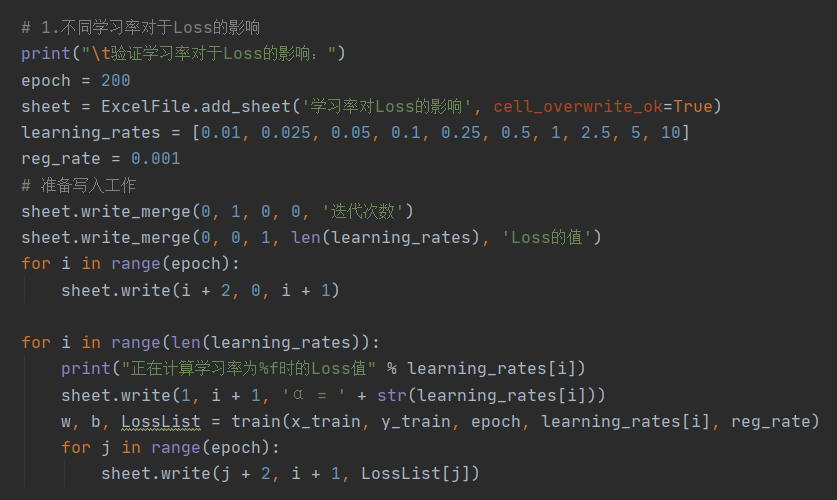 # 1.不同学习率对于Loss的影响
print("\t验证学习率对于Loss的影响：")
epoch = 200
sheet = ExcelFile.add_sheet('学习率对Loss的影响', cell_overwrite_ok=True)
learning_rates = [0.01, 0.025, 0.05, 0.1, 0.25, 0.5, 1, 2.5, 5, 10]
reg_rate = 0.001
# 准备写入工作
sheet.write_merge(0, 1, 0, 0, '迭代次数')
sheet.write_merge(0, 0, 1, len(learning_rates), 'Loss的值')
for i in range(epoch):
    sheet.write(i + 2, 0, i + 1)
for i in range(len(learning_rates)):
    print("正在计算学习率为%f时的Loss值" % learning_rates[i])
    sheet.write(1, i + 1, 'α = ' + str(learning_rates[i]))
    w, b, LossList = train(x_train, y_train, epoch, learning_rates[i], reg_rate)
    for j in range(epoch):
        sheet.write(j + 2, i + 1, LossList[j])